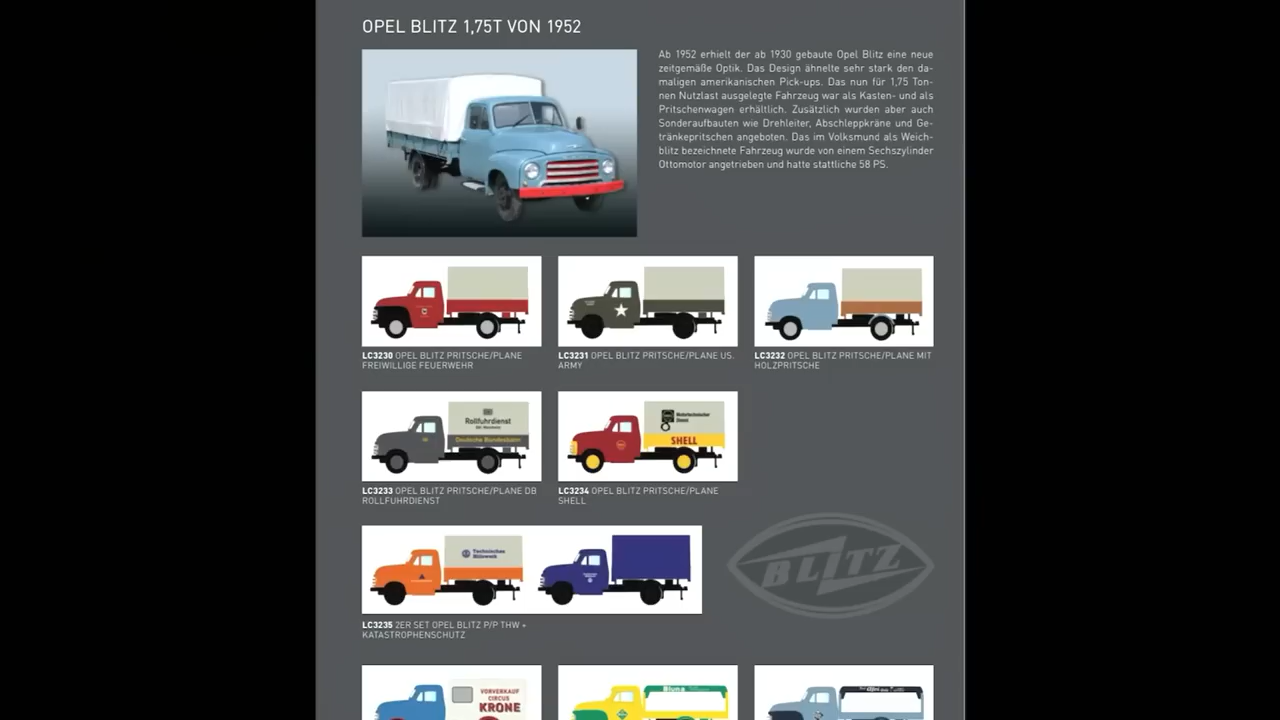 OPEL BLITZ 1,75T VON 1952
Ab 1952 erhielt der ab 1930 gebaute Opel Blitz eine neue
zeitgemäße Optik. Das Design ähnelte sehr stark den da-
maligen amerikanischen Pick-ups. Das nun für 1,75 Ton-
nen Nutzlast ausgelegte Fahrzeug war als Kasten- und als
Pritschenwagen erhältlich. Zusätzlich wurden aber auch
Sonderaufbauten wie Drehleiter, Abschleppkräne und Ge-
tränkepritschen angeboten. Das im Volksmund als Weich-
blitz bezeichnete Fahrzeug wurde von einem Sechszylinder
Ottomotor angetrieben und hatte stattliche 58 PS.
LC3230 OPEL BLITZ PRITSCHE/PLANE
FREIWILLIGE FEUERWEHR
LC3231 OPEL BLITZ PRITSCHE/PLANE US.
ARMY
LC3232 OPEL BLITZ PRITSCHE/PLANE MIT
HOLZPRITSCHE
Rollfuhrdienst
Deutsche Bundesbahn
Dienst
SHELL
LC3233 OPEL BLITZ PRITSCHE/PLANE DB
ROLLFUHRDIENST
LC3234 OPEL BLITZ PRITSCHE/PLANE
SHELL
Technisches
Hilfswerk
BLITZ
LC3235 2ER SET OPEL BLITZ P/P THW +
KATASTROPHENSCHUTZ
VORVERKAUF
CIRCUS
KRONE
Bluna